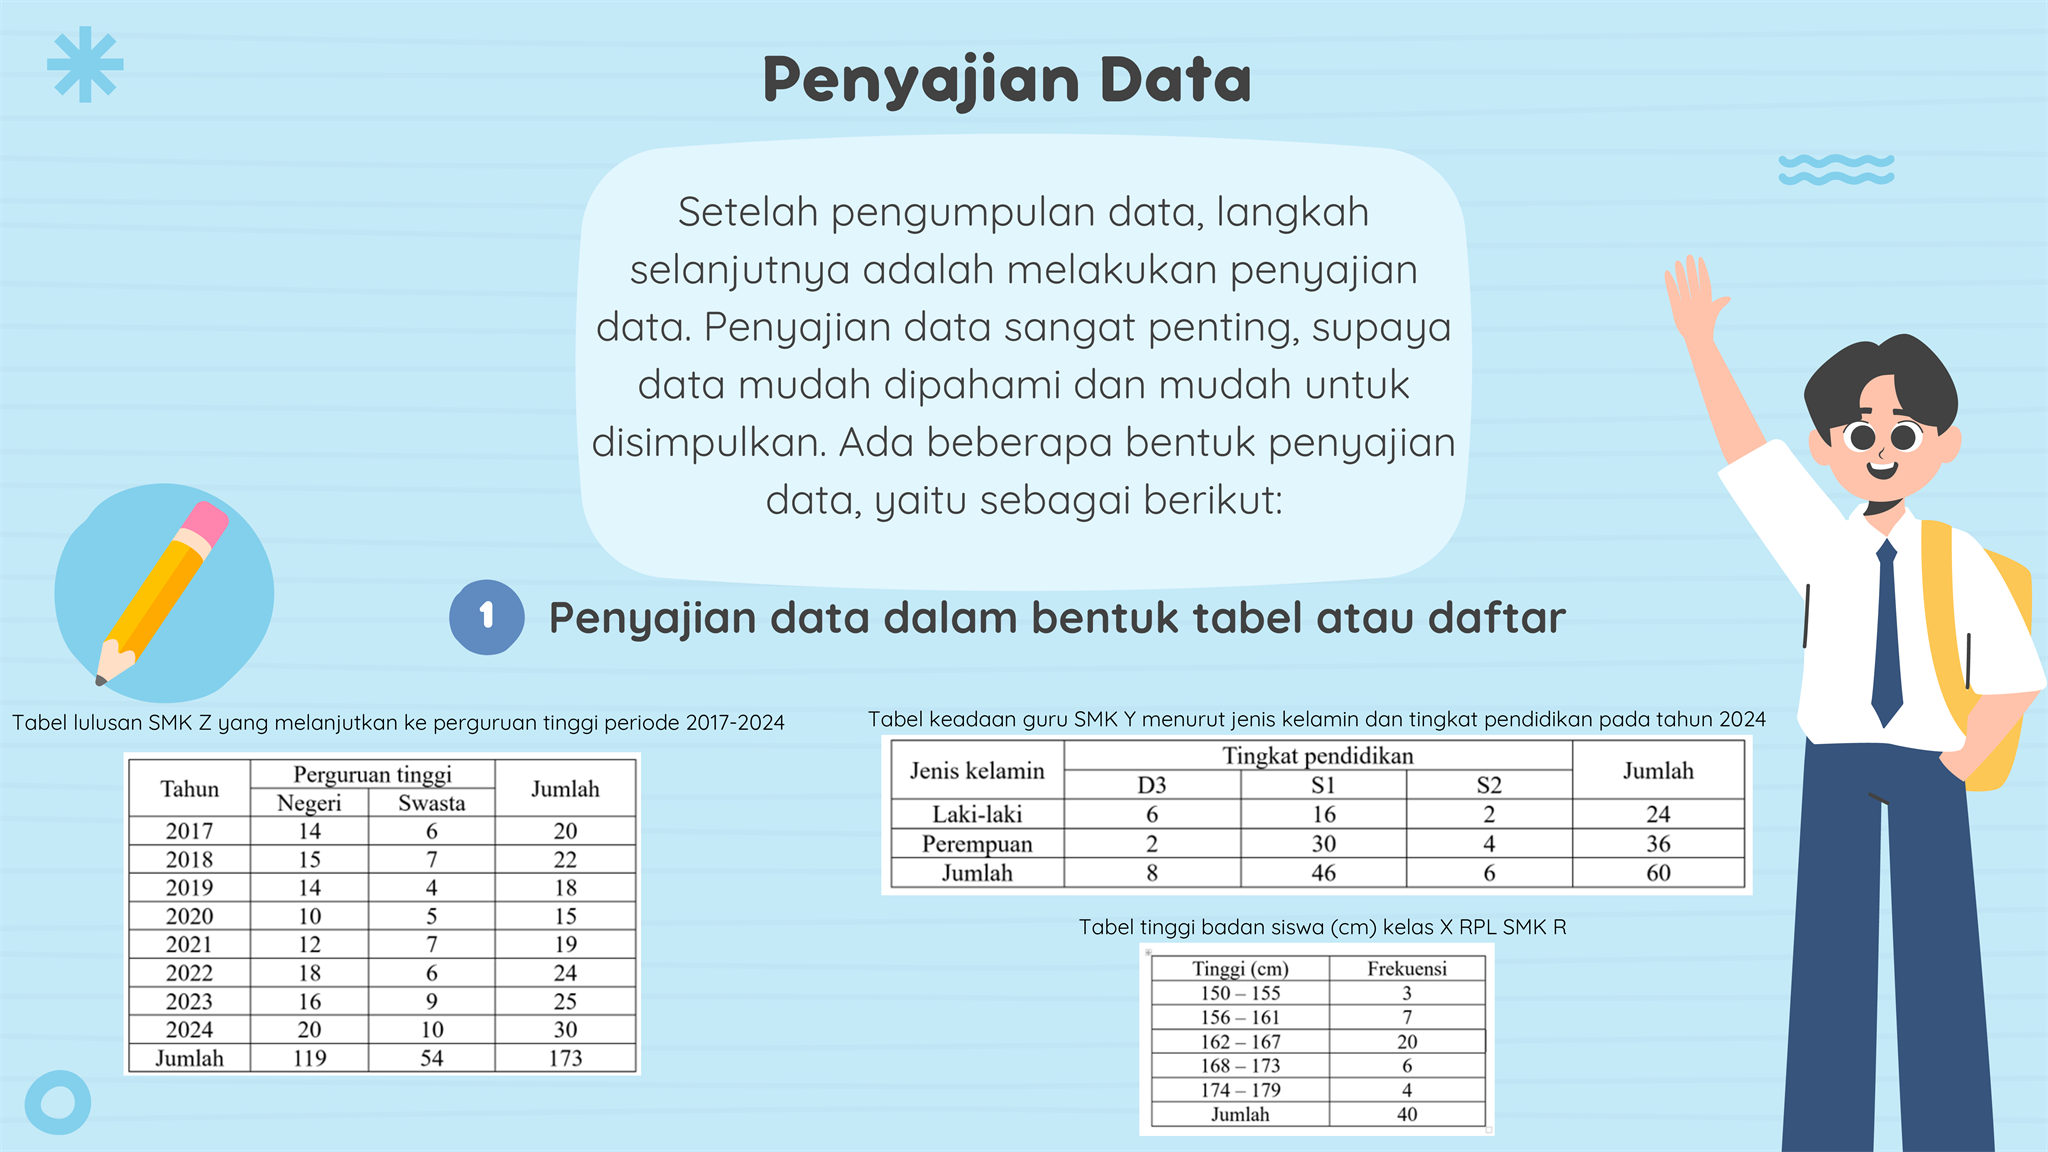 Penyajian Data
Setelah pengumpulan data, langkah
selanjutnya adalah melakukan penyajian
data. Penyajian data sangat penting, supaya
data mudah dipahami dan mudah untuk
disimpulkan. Ada beberapa bentuk penyajian
data, yaitu sebagai berikut:
1 Penyajian data dalam bentuk tabel atau daftar
Tabel lulusan SMK Z yang melanjutkan ke perguruan tinggi periode 2017-2024
Tahun Perguruan tinggi Jumlah
Negeri Swasta
2017 14 6 20
2018 15 7 22
2019 14 4 18
2020 10 5 15
2021 12 7 19
2022 18 6 24
2023 16 9 25
2024 20 10 30
Jumlah 119 54 173
Tabel keadaan guru SMK Y menurut jenis kelamin dan tingkat pendidikan pada tahun 2024
Jenis kelamin Tingkat pendidikan Jumlah
D3 S1 S2
Laki-laki 6 16 2 24
Perempuan 2 30 4 36
Jumlah 8 46 6 60
Tabel tinggi badan siswa (cm) kelas X RPL SMK R
Tinggi (cm) Frekuensi
150 – 155 3
156 – 161 7
162 – 167 20
168 – 173 6
174 – 179 4
Jumlah 40